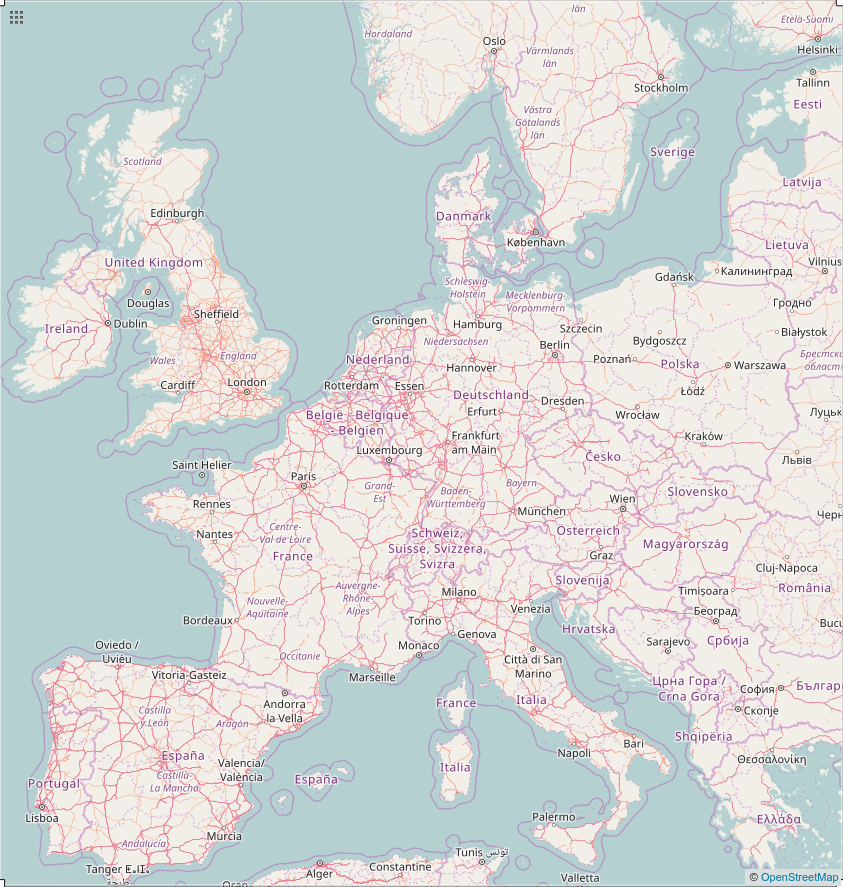 län
Etelä-Suomi
Hordaland
Oslo
Helsinki
Värmlands
län
Tallinn
Stockholm
Eesti
Västra
Götalands
län
Sverige
Scotland
Latvija
Edinburgh
Danmark
København
Lietuva
United Kingdom
Vilnius
Gdańsk
Калининград
Schleswig-
Holstein
Mecklenburg-
Vorpommern
Douglas
Гродно
Sheffield
Groningen
Hamburg
Dublin
Ireland
Szczecin
Białystok
Niedersachsen
Bydgoszcz
Berlin
Wales
England
Nederland
Poznań
Polska
Warszawa
Hannover
Cardiff
London
Rotterdam
Essen
Deutschland
Łódź
Dresden
België - Belgique
- Belgien
Erfurt
Wrocław
Луцьк
Frankfurt
am Main
Kraków
Luxembourg
Česko
Львів
Saint Helier
Paris
Grand-
Est
Baden-
Württemberg
Bayern
Slovensko
Rennes
Wien
München
Nantes
Centre-
Val de Loire
France
Schweiz,
Suisse, Svizzera,
Svizra
Österreich
Magyarország
Graz
Cluj-Napoca
Slovenija
Auvergne-
Rhône-
Alpes
Milano
Timișoara
România
Nouvelle-
Aquitaine
Venezia
Београд
Bordeaux
Torino
Genova
Hrvatska
Oviedo /
Uviéu
Monaco
Sarajevo
Србија
Occitanie
Città di San
Marino
Vitoria-Gasteiz
Marseille
Црна Гора /
Crna Gora
София
Andorra
la Vella
France
Italia
Скопје
Castilla
y León
Aragón
Shqipëria
Bari
Napoli
España
Valencia/
València
Θεσσαλονίκη
Castilla-
La Mancha
España
Italia
Portugal
Lisboa
Palermo
Ελλάδα
Murcia
Andalucía
Tunis تونس
Tanger ⵟⴰⵏⵊ
Alger
Constantine
Oran
Valletta
© OpenStreetMap